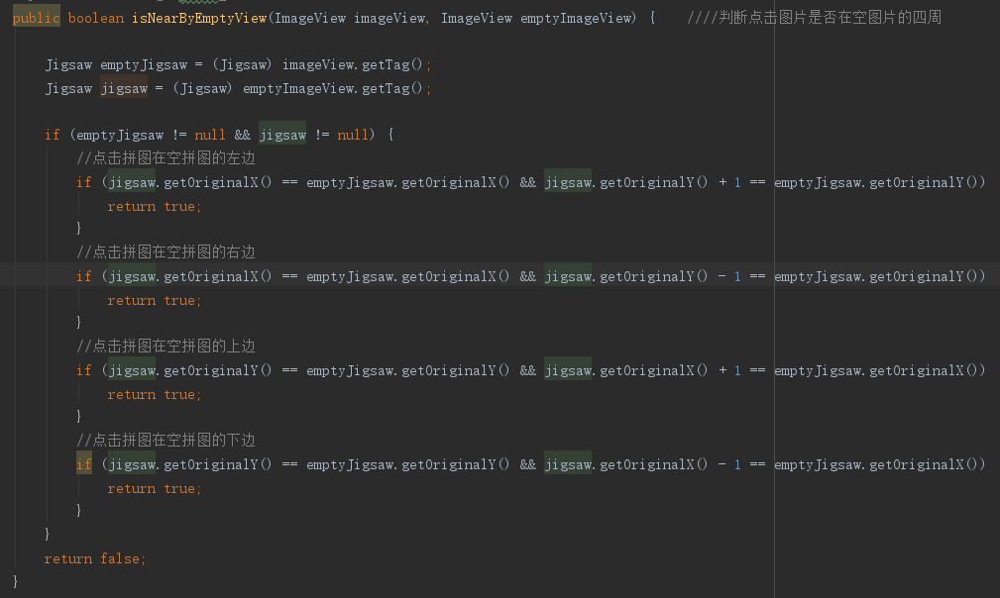 public boolean isNearByEmptyView(ImageView imageView, ImageView emptyImageView) {    ////判断点击图片是否在空图片的四周
Jigsaw emptyJigsaw = (Jigsaw) imageView.getTag();
Jigsaw jigsaw = (Jigsaw) emptyImageView.getTag();
if (emptyJigsaw != null && jigsaw != null) {
//点击拼图在空拼图的左边
if (jigsaw.getOriginalX() == emptyJigsaw.getOriginalX() && jigsaw.getOriginalY() + 1 == emptyJigsaw.getOriginalY())
return true;
}
//点击拼图在空拼图的右边
if (jigsaw.getOriginalX() == emptyJigsaw.getOriginalX() && jigsaw.getOriginalY() - 1 == emptyJigsaw.getOriginalY())
return true;
}
//点击拼图在空拼图的上边
if (jigsaw.getOriginalY() == emptyJigsaw.getOriginalY() && jigsaw.getOriginalX() + 1 == emptyJigsaw.getOriginalX())
return true;
}
//点击拼图在空拼图的下边
if (jigsaw.getOriginalY() == emptyJigsaw.getOriginalY() && jigsaw.getOriginalX() - 1 == emptyJigsaw.getOriginalX())
return true;
}
}
return false;
}